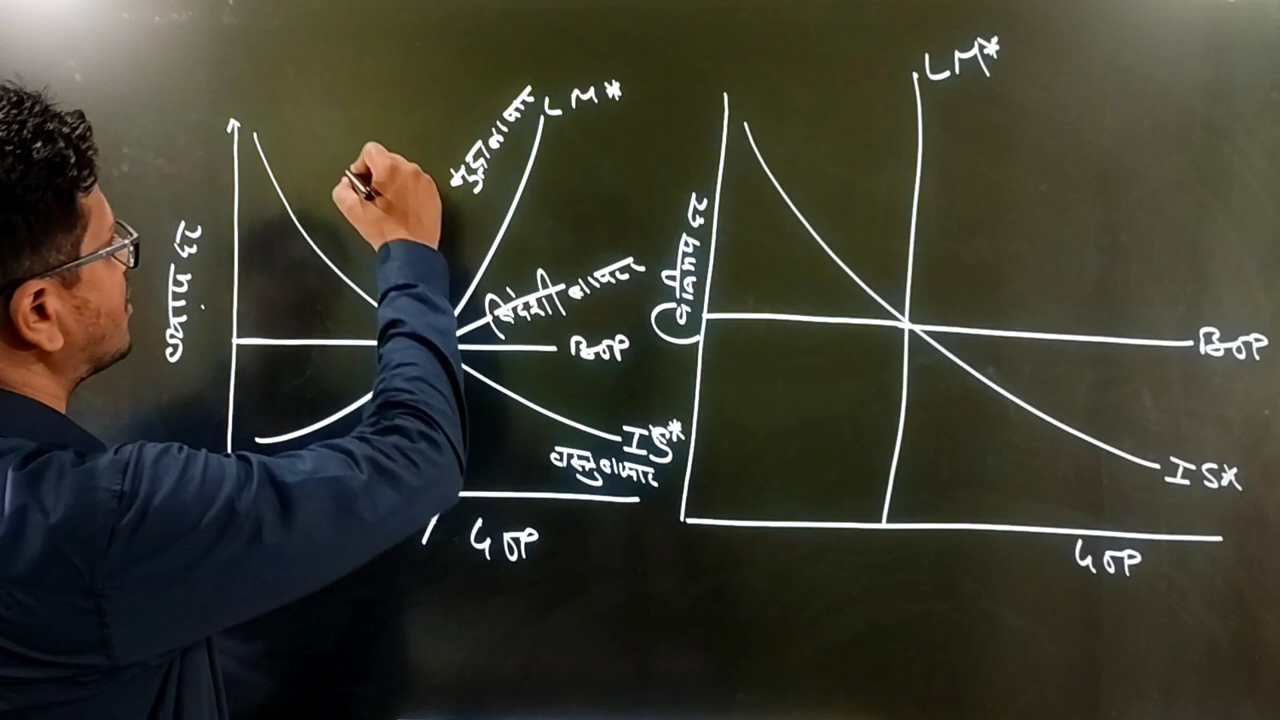 LM*
मुद्रा बाजार
ब्याज दर
विदेशी बाजार
BOP
IS*
वस्तु बाजार
GDP
LM*
विनिमय दर
BOP
IS*
GDP